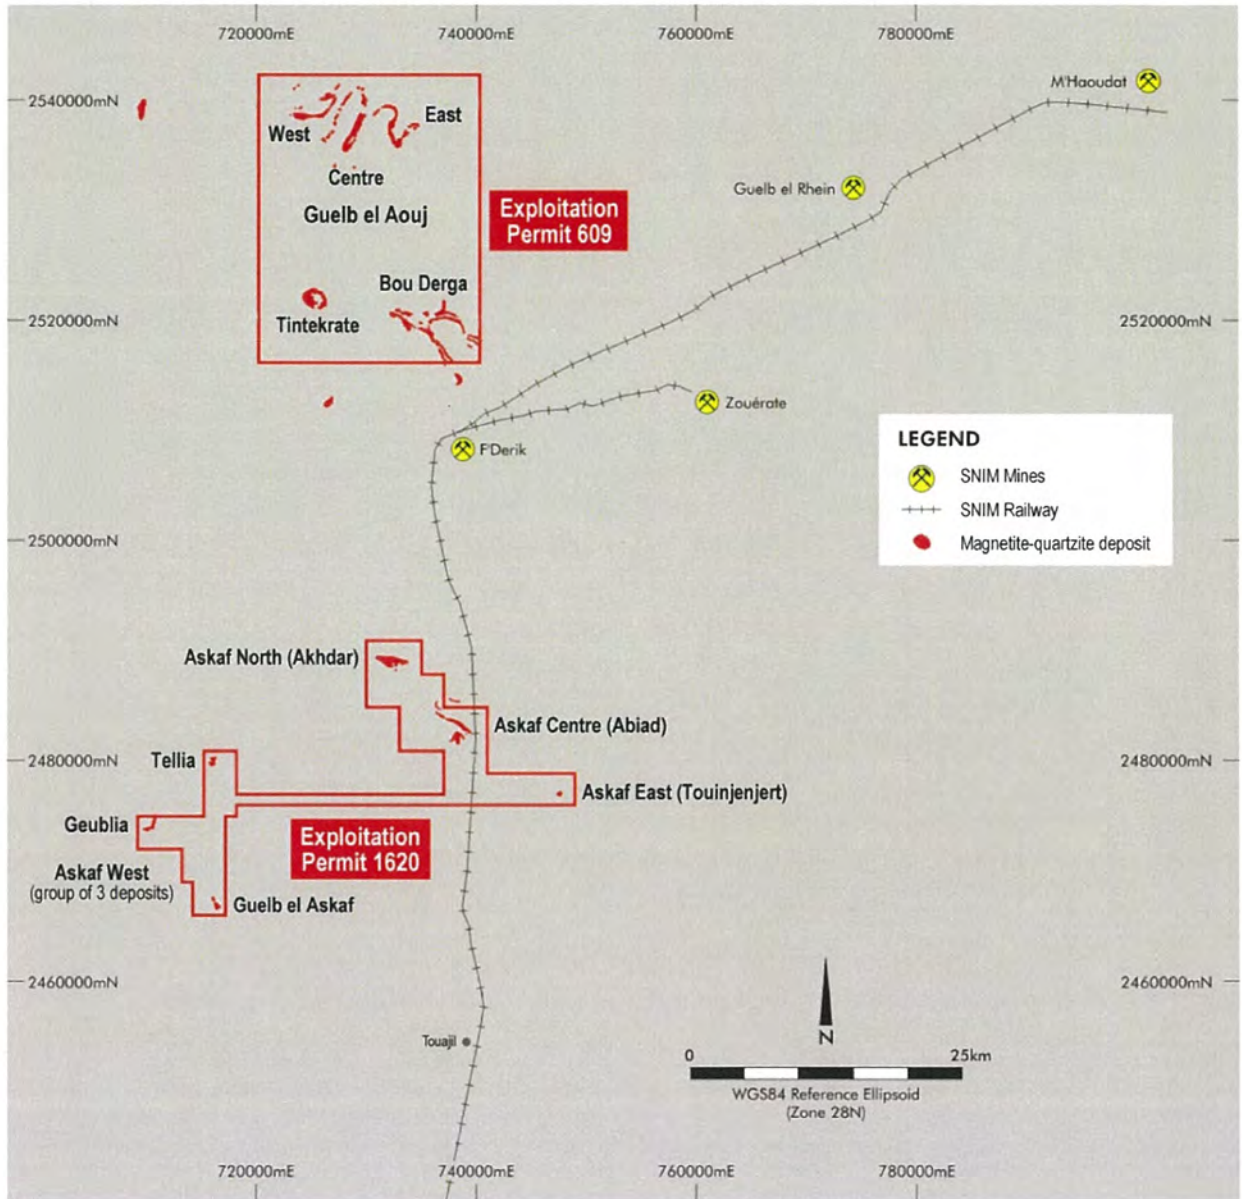 720000mE
740000mE
760000mE
780000mE
M'Haoudat
2540000mN
West
East
Centre
Guelb el Aouj
Guelb el Rhein
Exploitation
Permit 609
Bou Derga
Tintekrate
2520000mN
2520000mN
Zouérate
F'Derik
LEGEND
SNIM Mines
SNIM Railway
Magnetite-quartzite deposit
2500000mN
Askaf North (Akhdar)
Askaf Centre (Abiad)
Tellia
2480000mN
2480000mN
Askaf East (Touinjenjert)
Geublia
Exploitation
Permit 1620
Askaf West
(group of 3 deposits)
Guelb el Askaf
2460000mN
2460000mN
Touajil
N
0
25km
WGS84 Reference Ellipsoid
(Zone 28N)
720000mE
740000mE
760000mE
780000mE